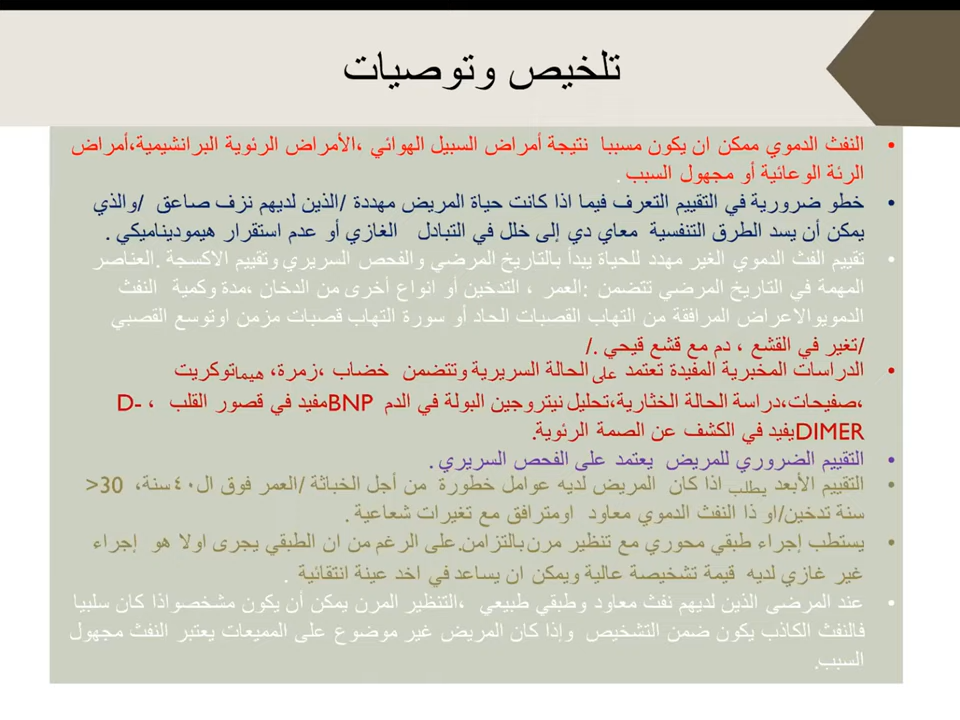 تلخيص وتوصيات
• النفث الدموي ممكن ان يكون مسببا نتيجة أمراض السبيل الهوائي ،الأمراض الرئوية البرانشيمية،أمراض
الرئة الوعائية أو مجهول السبب .
• خطو ضرورية في التقييم التعرف فيما اذا كانت حياة المريض مهددة /الذين لديهم نزف صاعق /والذي
يمكن أن يسد الطرق التنفسية معاي دي إلى خلل في التبادل الغازي أو عدم استقرار هيموديناميكي .
• تقييم الفث الدموي الغير مهدد للحياة يبدأ بالتاريخ المرضي والفحص السريري وتقييم الاكسجة .العناصر
المهمة في التاريخ المرضي تتضمن :العمر ، التدخين أو انواع أخرى من الدخان ،مدة وكمية النفث
الدمويوالاعراض المرافقة من التهاب القصبات الحاد أو سورة التهاب قصبات مزمن اوتوسع القصبي
/تغير في القشع ، دم مع قشع قيحي ./
• الدراسات المخبرية المفيدة تعتمد على الحالة السريرية وتتضمن خضاب ،زمرة، هيماتوكريت
،صفيحات،دراسة الحالة الخثارية،تحليل نيتروجين البولة في الدم BNPمفيد في قصور القلب ، D-
DIMERيفيد في الكشف عن الصمة الرئوية.
• التقييم الضروري للمريض يعتمد على الفحص السريري .
• التقييم الأبعد يطلب اذا كان المريض لديه عوامل خطورة من أجل الخباثة /العمر فوق ال٤٠سنة، 30<
سنة تدخين/او ذا النفث الدموي معاود اومترافق مع تغيرات شعاعية .
• يستطب إجراء طبقي محوري مع تنظير مرن بالتزامن.على الرغم من ان الطبقي يجرى اولا هو إجراء
غير غازي لديه قيمة تشخيصة عالية ويمكن ان يساعد في اخد عينة انتقائية .
• عند المرضى الذين لديهم نفث معاود وطبقي طبيعي ،التنظير المرن يمكن أن يكون مشخصواذا كان سلبيا
فالنفث الكاذب يكون ضمن التشخيص وإذا كان المريض غير موضوع على المميعات يعتبر النفث مجهول
السبب.